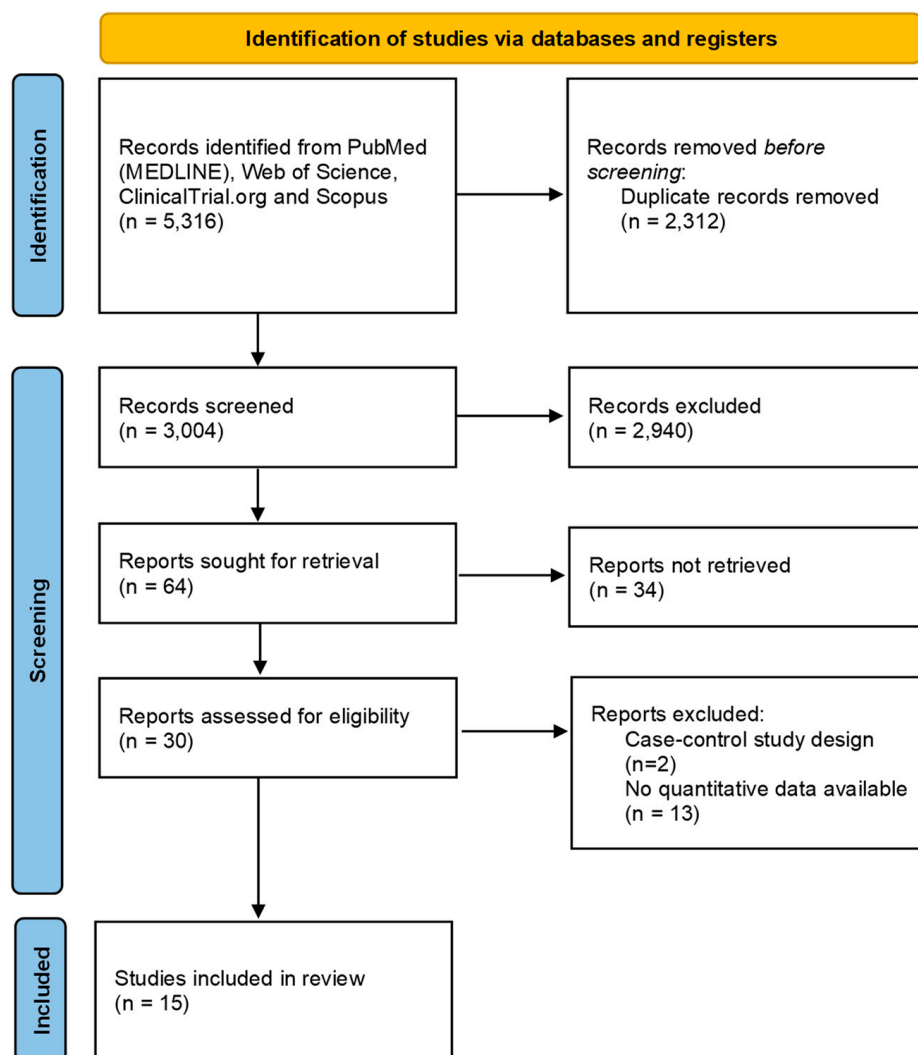 Identification of studies via databases and registers
Identification
Records identified from PubMed
(MEDLINE), Web of Science,
ClinicalTrial.org and Scopus
(n = 5,316)
Records removed before
screening:
Duplicate records removed
(n = 2,312)
Screening
Records screened
(n = 3,004)
Records excluded
(n = 2,940)
Reports sought for retrieval
(n = 64)
Reports not retrieved
(n = 34)
Reports assessed for eligibility
(n = 30)
Reports excluded:
Case-control study design
(n=2)
No quantitative data available
(n = 13)
Included
Studies included in review
(n = 15)